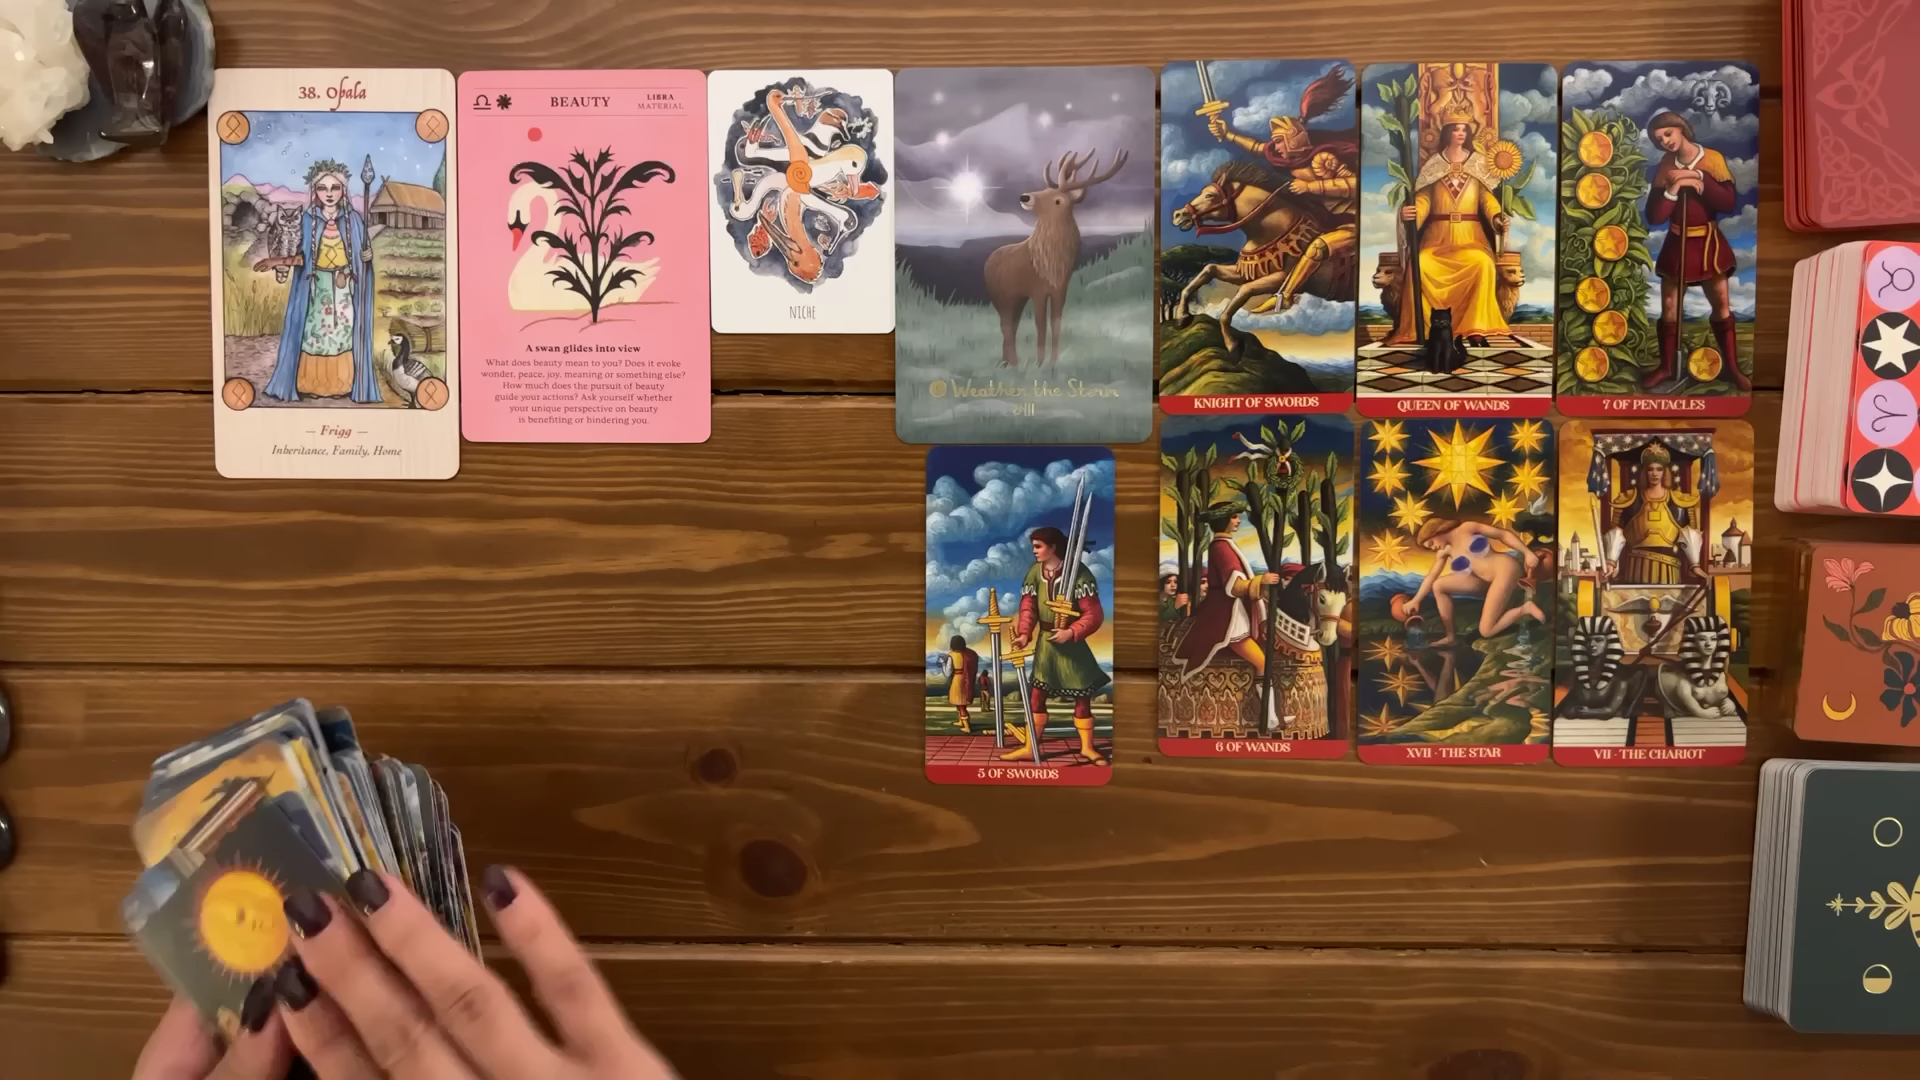 38. Opala
— Frigg —
Inheritance, Family, Home
BEAUTY
LIBRA
MATERIAL
A swan glides into view
What does beauty mean to you? Does it evoke
wonder, peace, joy, meaning or something else?
How much does the pursuit of beauty
guide your actions? Ask yourself whether
your unique perspective on beauty
is benefiting or hindering you.
NICHE
Weather the Storm
KNIGHT OF SWORDS
QUEEN OF WANDS
7 OF PENTACLES
5 OF SWORDS
6 OF WANDS
XVII · THE STAR
VII · THE CHARIOT